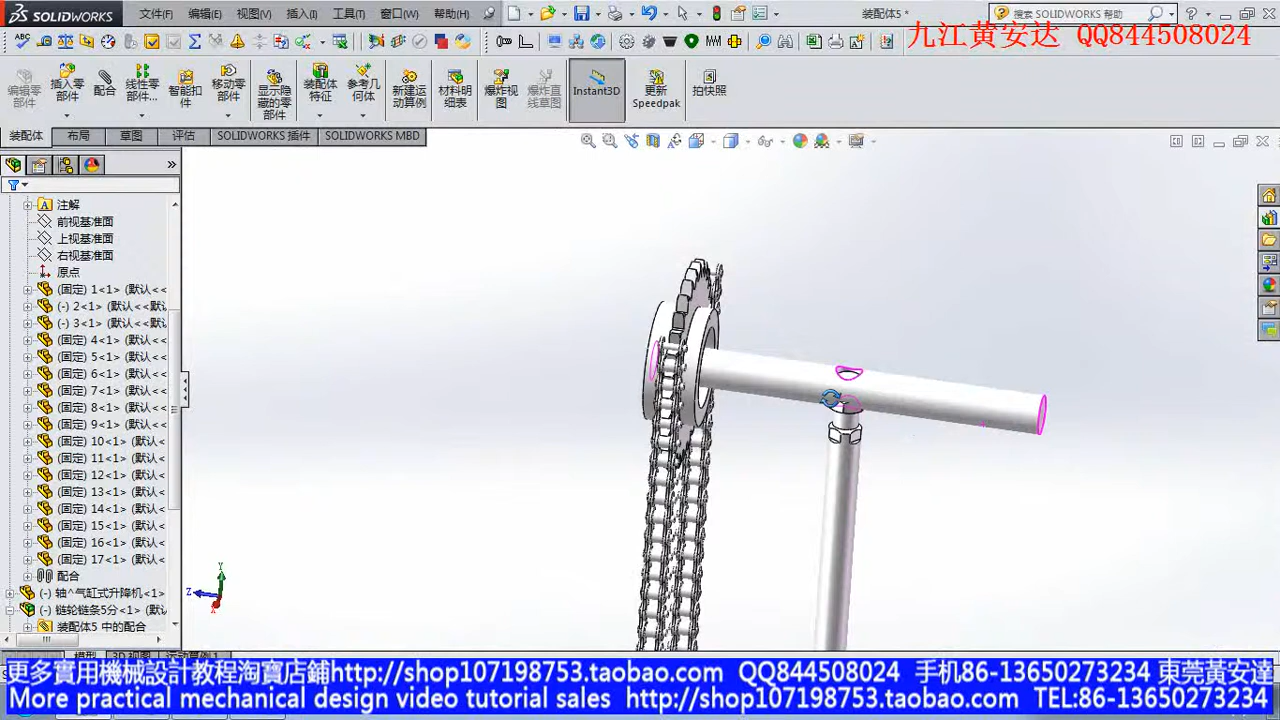 SOLIDWORKS 文件(F) 编辑(E) 视图(V) 插入(I) 工具(T) 窗口(W) 帮助(H) 装配体5 * 搜索 SOLIDWORKS 帮助
九江黄安达 QQ844508024
编辑零部件 插入零部件 配合 线性零部件... 智能扣件 移动零部件 显示隐藏的零部件 装配体特征 参考几何体 新建运动算例 材料明细表 爆炸视图 爆炸直线草图 Instant3D 更新 Speedpak 拍快照
装配体 布局 草图 评估 SOLIDWORKS 插件 SOLIDWORKS MBD
注解
前视基准面
上视基准面
右视基准面
原点
(固定) 1<1> (默认<<
(-) 2<1> (默认<<默认
(-) 3<1> (默认<<默认
(固定) 4<1> (默认<
(固定) 5<1> (默认<
(固定) 6<1> (默认<
(固定) 7<1> (默认<
(固定) 8<1> (默认<
(固定) 9<1> (默认<
(固定) 10<1> (默认<
(固定) 11<1> (默认<
(固定) 12<1> (默认<
(固定) 13<1> (默认<
(固定) 14<1> (默认<
(固定) 15<1> (默认<
(固定) 16<1> (默认<
(固定) 17<1> (默认<
配合
(-) 轴^气缸式升降机<1>
(-) 链轮链条5分<1> (默认
装配体5 中的配合
Y
Z
X
模型 3D 视图 运动算例 1
更多實用機械設計教程淘寶店鋪http://shop107198753.taobao.com QQ844508024 手机86-13650273234 東莞黃安達
More practical mechanical design video tutorial sales http://shop107198753.taobao.com TEL:86-13650273234